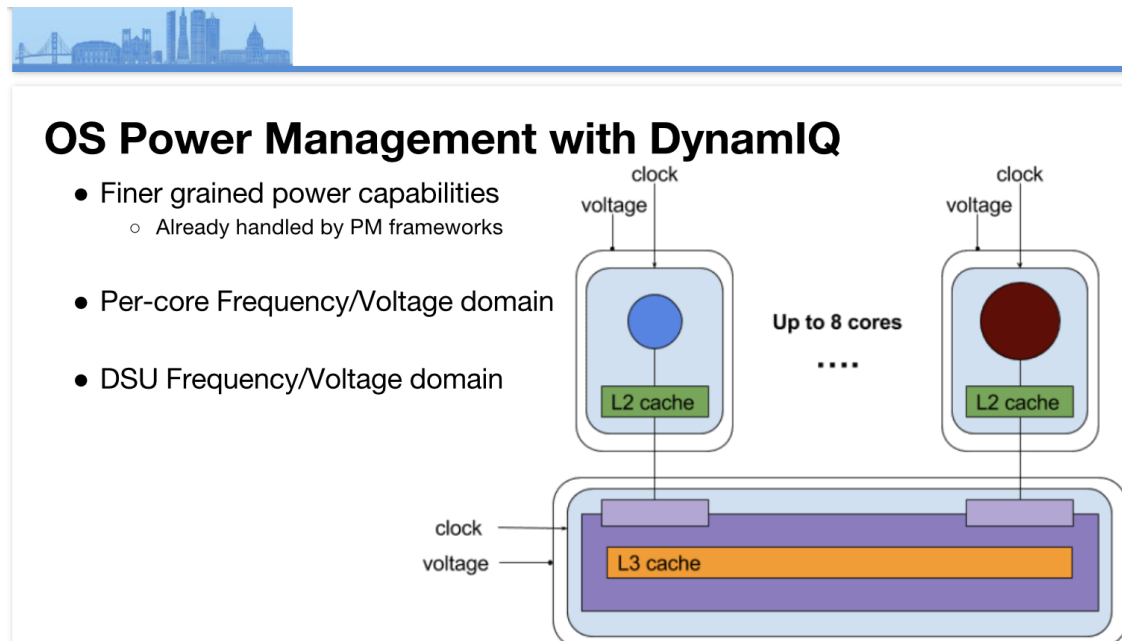 OS Power Management with DynamIQ
● Finer grained power capabilities
○ Already handled by PM frameworks
● Per-core Frequency/Voltage domain
● DSU Frequency/Voltage domain
clock
voltage
clock
voltage
Up to 8 cores
....
L2 cache
L2 cache
clock
voltage
L3 cache